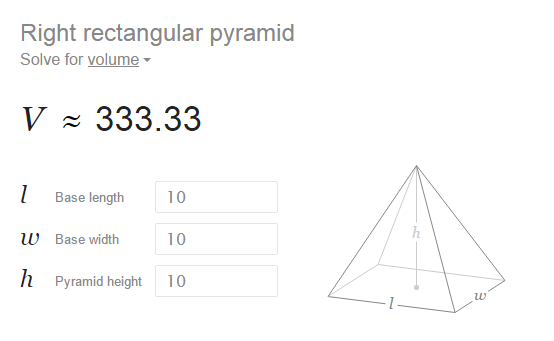 Right rectangular pyramid
Solve for volume
V ≈ 333.33
l Base length 10
w Base width 10
h Pyramid height 10
h
l
w